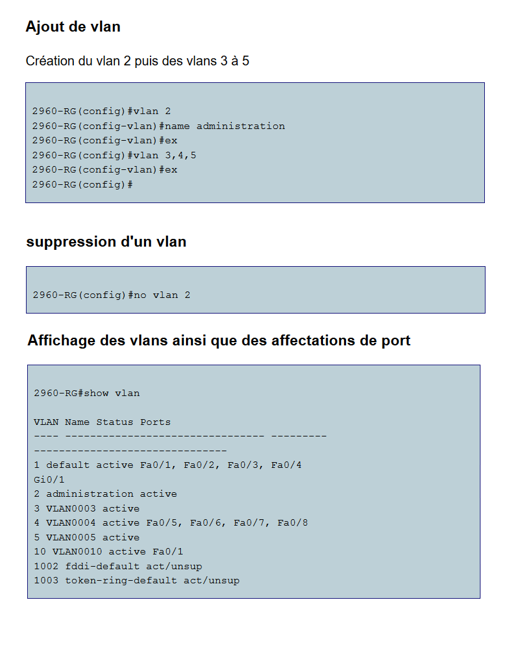 Ajout de vlan
Création du vlan 2 puis des vlans 3 à 5
2960-RG(config)#vlan 2
2960-RG(config-vlan)#name administration
2960-RG(config-vlan)#ex
2960-RG(config)#vlan 3,4,5
2960-RG(config-vlan)#ex
2960-RG(config)#
suppression d'un vlan
2960-RG(config)#no vlan 2
Affichage des vlans ainsi que des affectations de port
2960-RG#show vlan
VLAN Name Status Ports
---- -------------------------------- ---------
-------------------------------
1 default active Fa0/1, Fa0/2, Fa0/3, Fa0/4
Gi0/1
2 administration active
3 VLAN0003 active
4 VLAN0004 active Fa0/5, Fa0/6, Fa0/7, Fa0/8
5 VLAN0005 active
10 VLAN0010 active Fa0/1
1002 fddi-default act/unsup
1003 token-ring-default act/unsup